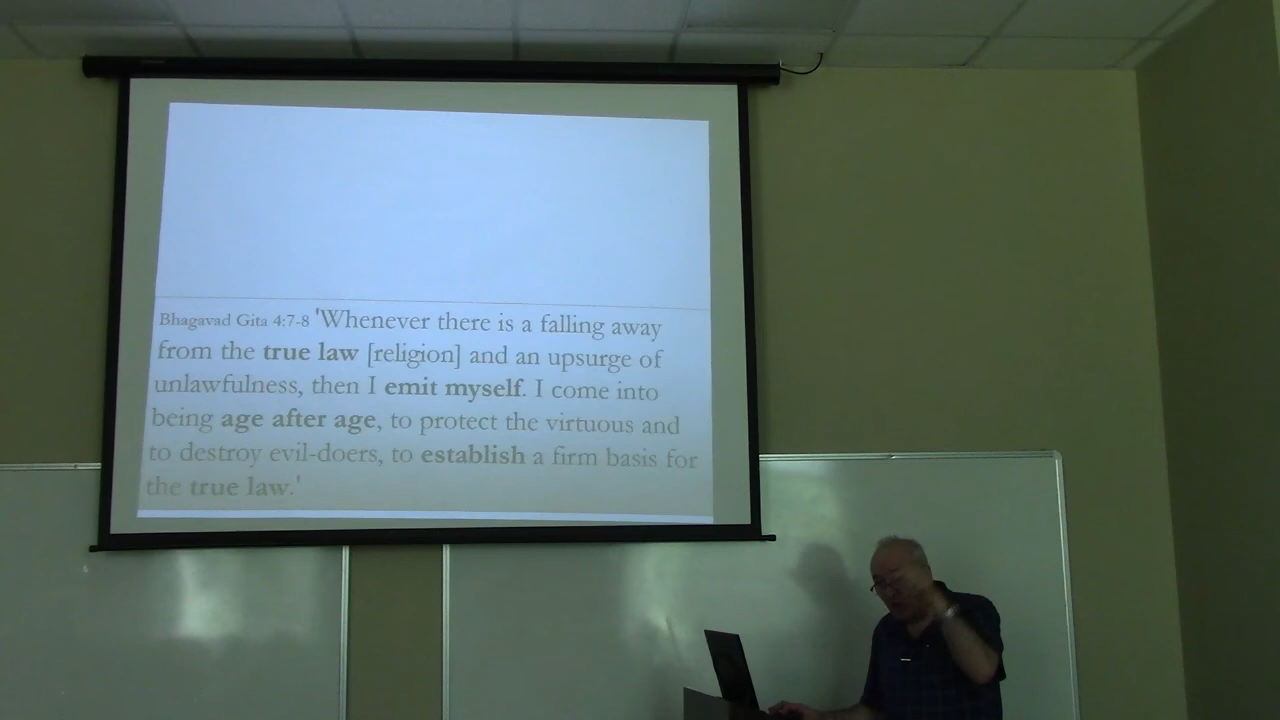 Bhagavad Gita 4:7-8 'Whenever there is a falling away
from the true law [religion] and an upsurge of
unlawfulness, then I emit myself. I come into
being age after age, to protect the virtuous and
to destroy evil-doers, to establish a firm basis for
the true law.'